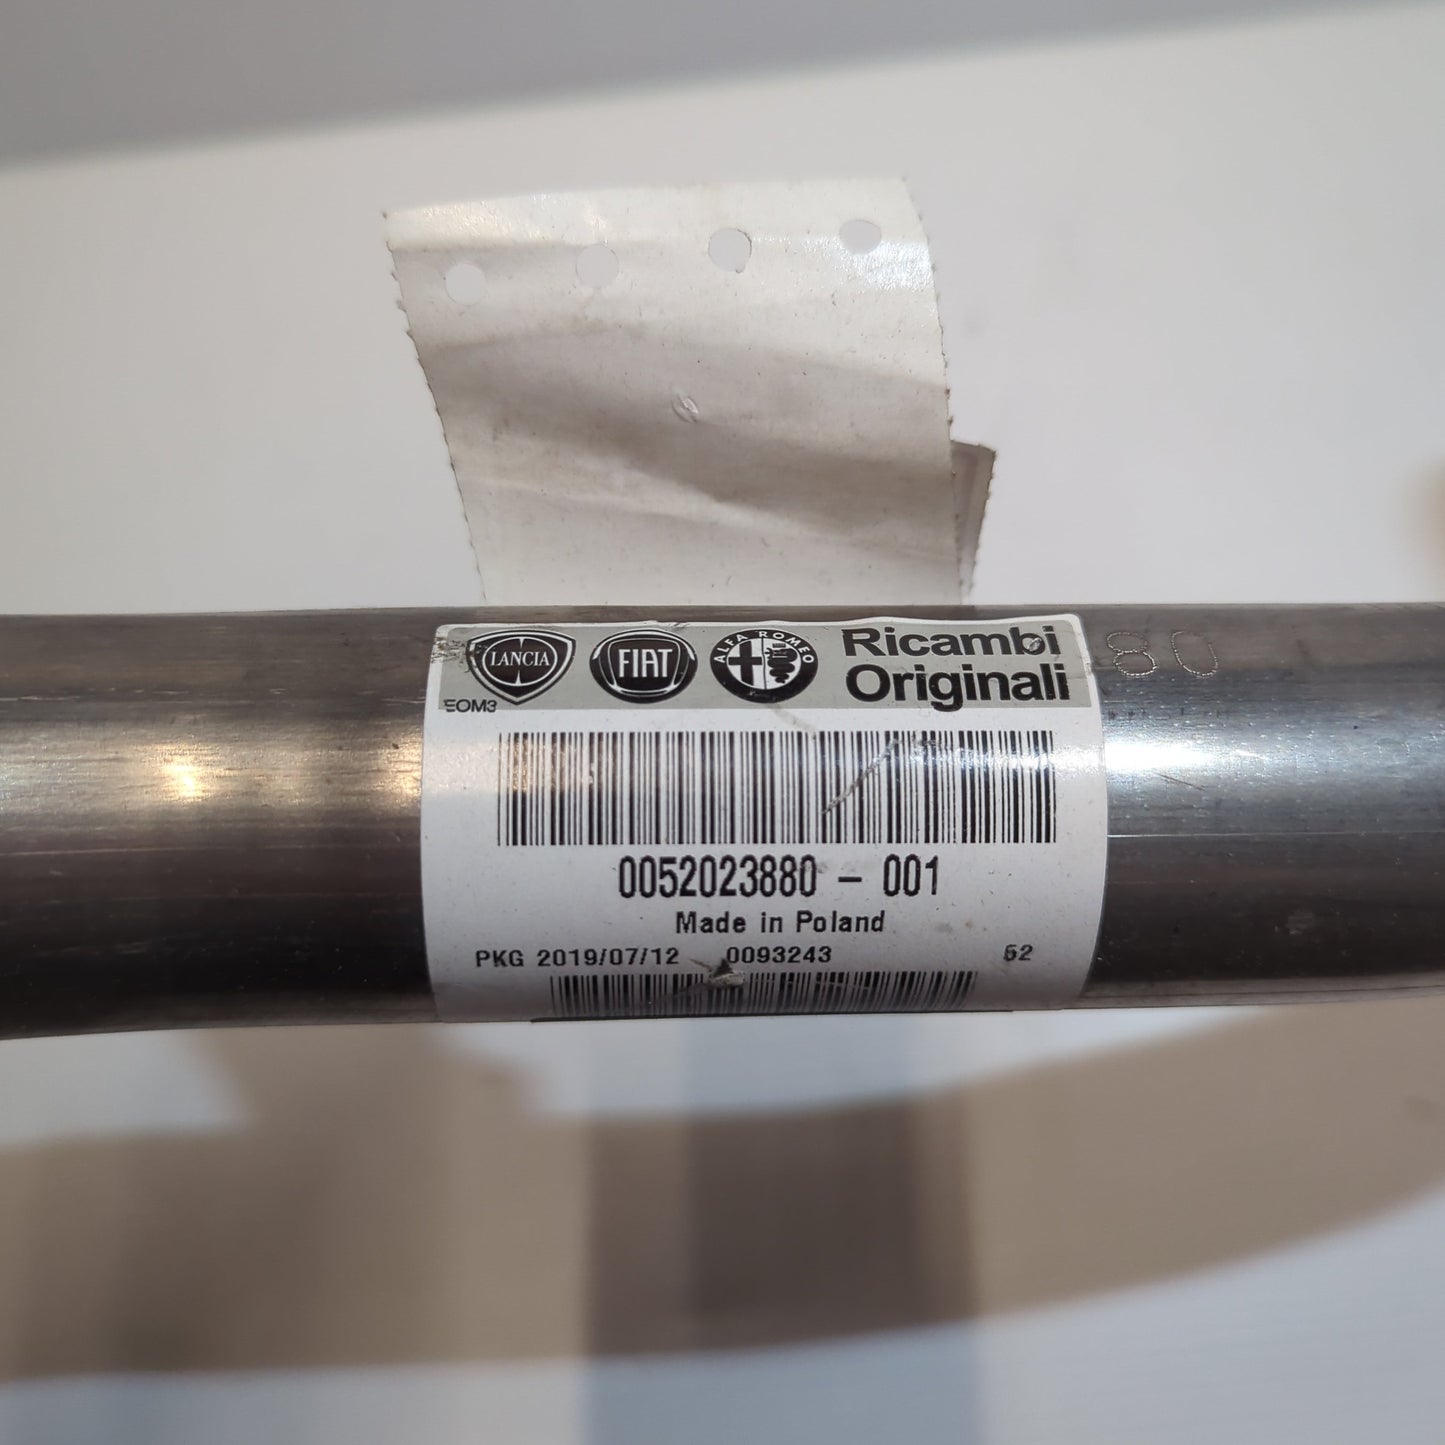 LANCIA FIAT ALFA ROMEO Ricambi
Originali
EOM3
80
0052023880 - 001
Made in Poland
PKG 2019/07/12 0093243 52